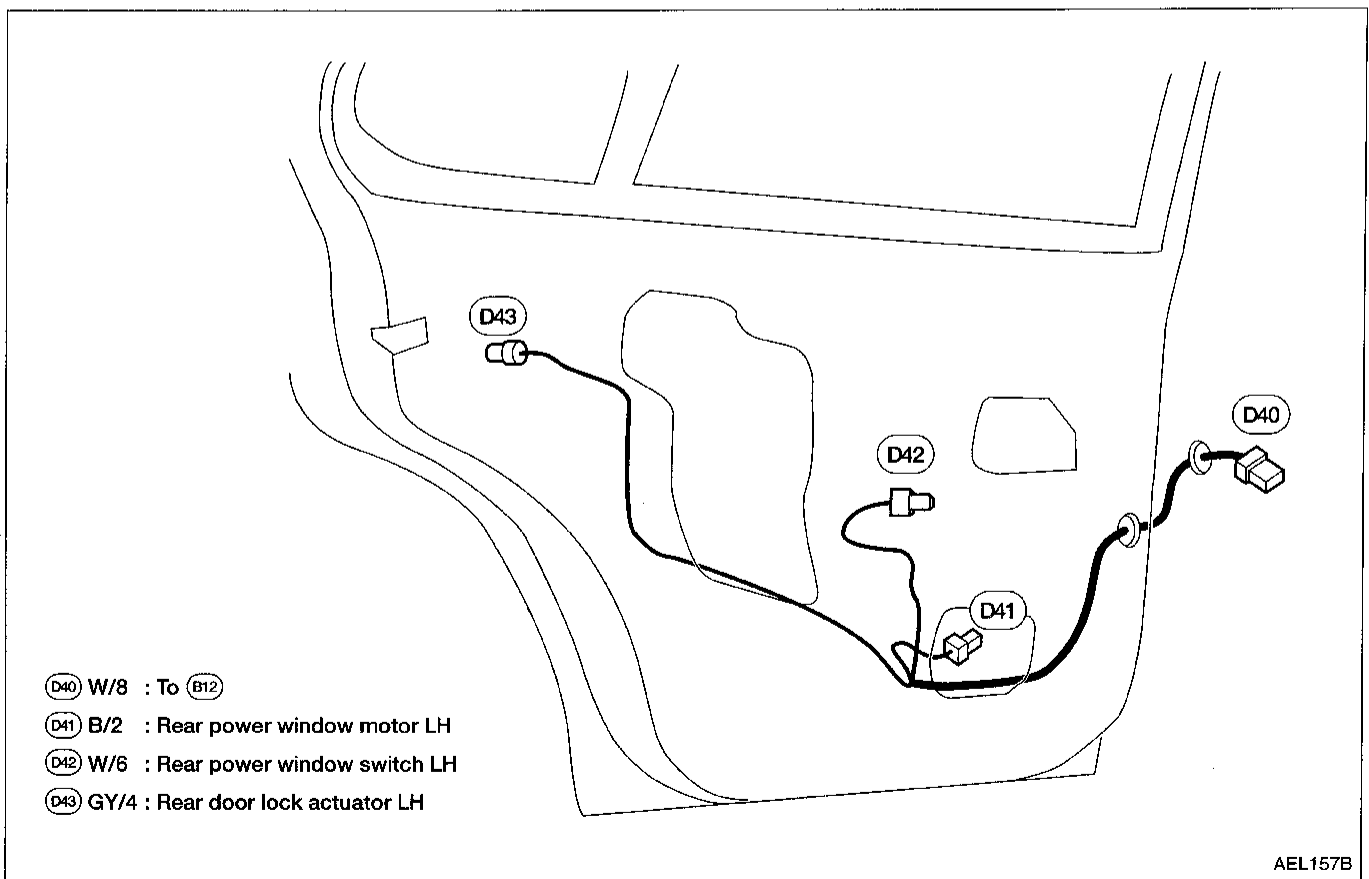 D43
D40
D42
D41
D40 W/8 : To B12
D41 B/2 : Rear power window motor LH
D42 W/6 : Rear power window switch LH
D43 GY/4 : Rear door lock actuator LH
AEL157B